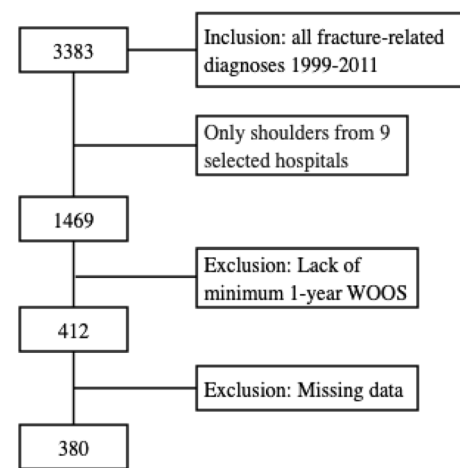 3383
Inclusion: all fracture-related
diagnoses 1999-2011
Only shoulders from 9
selected hospitals
1469
Exclusion: Lack of
minimum 1-year WOOS
412
Exclusion: Missing data
380